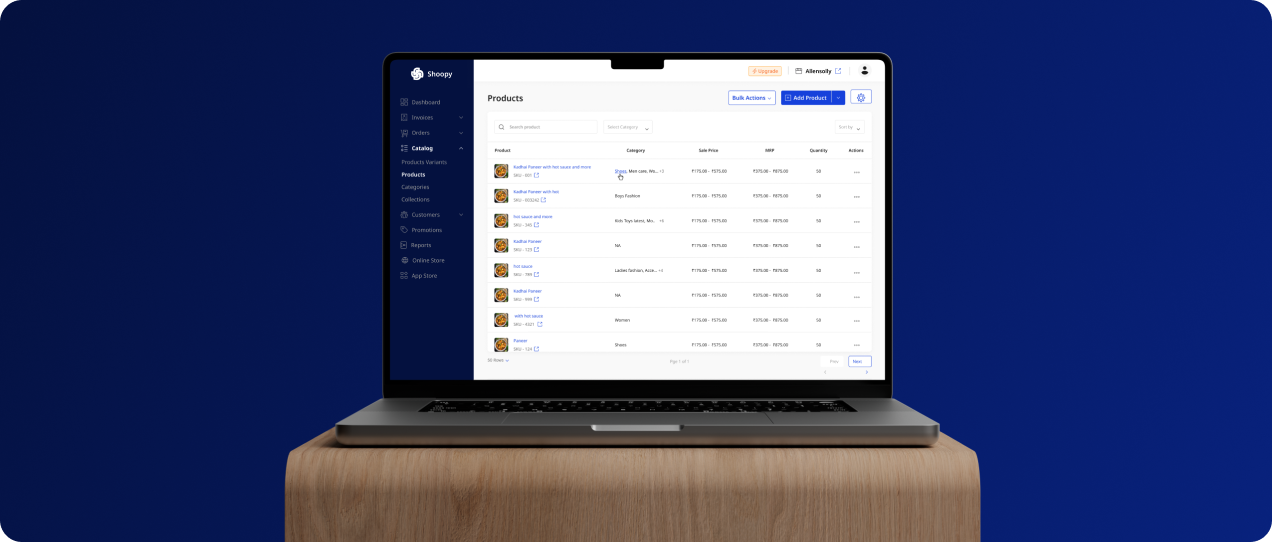 Shoopy
Upgrade
Allensolly
Dashboard
Invoices
Orders
Catalog
Products Variants
Products
Categories
Collections
Customers
Promotions
Reports
Online Store
App Store
Products
Bulk Actions
Add Product
Search product
Select Category
Sort by
Product Category Sale Price MRP Quantity Actions
Kadhai Paneer with hot sauce and more
SKU - 601
Shoes, Men care, Wo... +3 ₹175.00 - ₹575.00 ₹375.00 - ₹875.00 50
Kadhai Paneer with hot
Boys Fashion ₹175.00 - ₹575.00 ₹375.00 - ₹875.00 50
hot sauce and more
SKU - 345
Kids Toys latest, Mo... +6 ₹175.00 - ₹575.00 ₹375.00 - ₹875.00 50
Kadhai Paneer
SKU - 123
NA ₹175.00 - ₹575.00 ₹375.00 - ₹875.00 50
hot sauce
SKU - 789
Ladies fashion, Acce... +4 ₹175.00 - ₹575.00 ₹375.00 - ₹875.00 50
Kadhai Paneer
SKU - 999
NA ₹175.00 - ₹575.00 ₹375.00 - ₹875.00 50
with hot sauce
SKU - 4521
Women ₹175.00 - ₹575.00 ₹375.00 - ₹875.00 50
Paneer
SKU - 124
Shoes ₹175.00 - ₹575.00 ₹375.00 - ₹875.00 50
50 Rows
1 of 1
Prev
Next